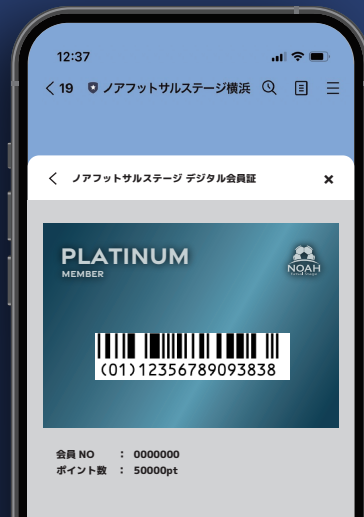 12:37
19 ノアフットサルステージ横浜
ノアフットサルステージ デジタル会員証
PLATINUM
MEMBER
NOAH
(01)12356789093838
会員 NO : 0000000
ポイント数 : 50000pt